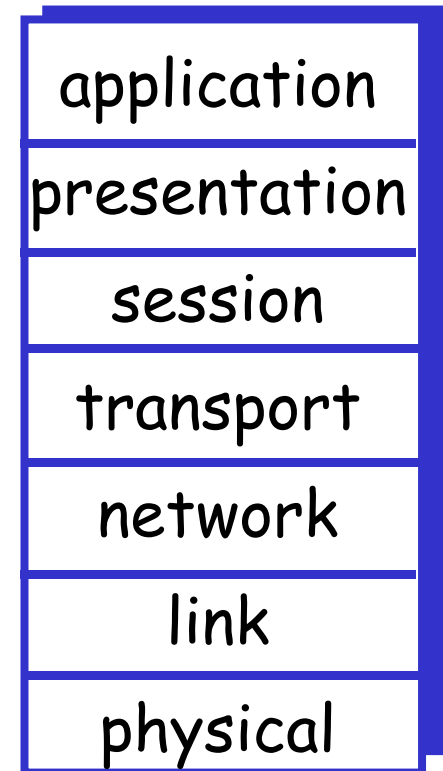 application
presentation
session
transport
network
link
physical